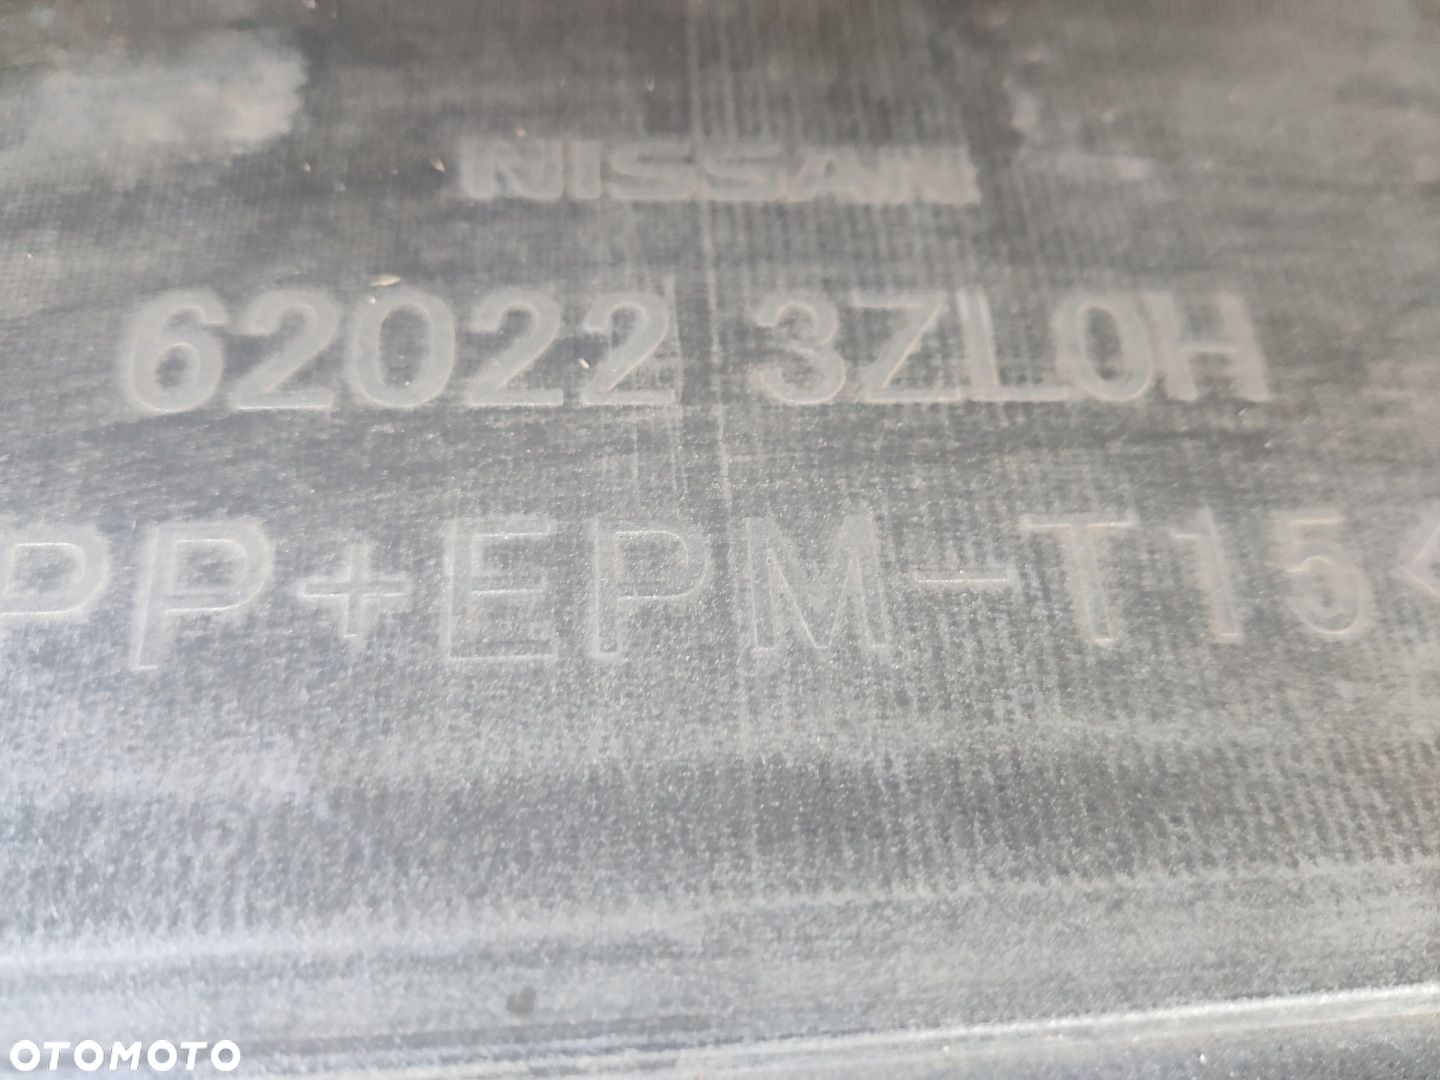 NISSAN
62022 3ZL0H
PP+EPM-T15<
OTOMOTO